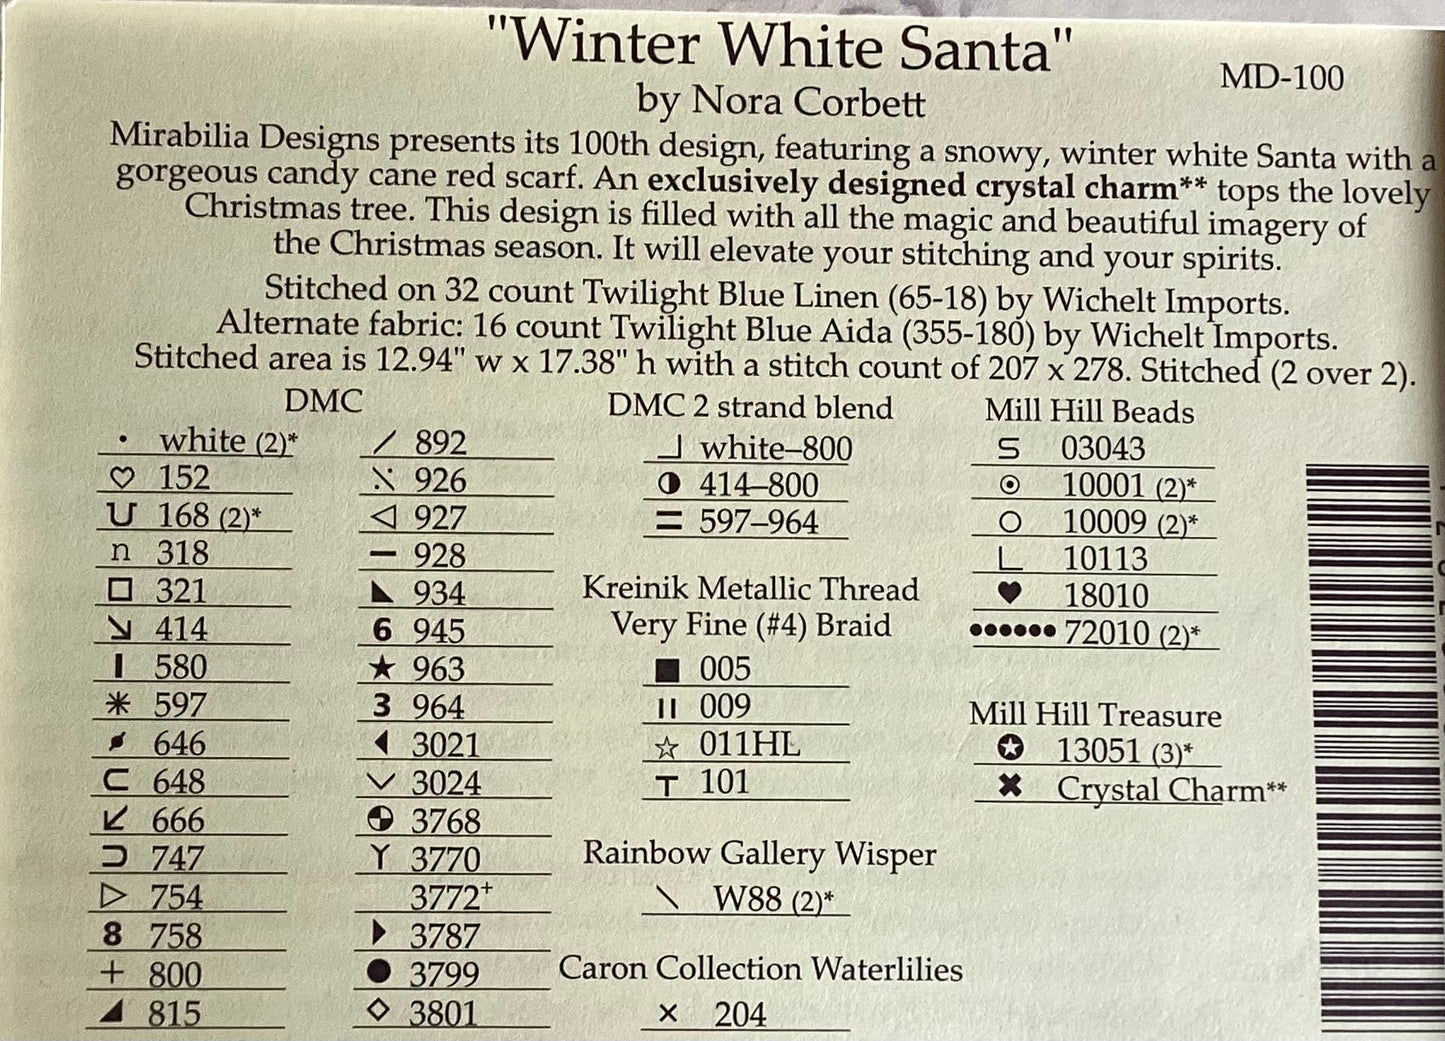 "Winter White Santa"
MD-100
by Nora Corbett
Mirabilia Designs presents its 100th design, featuring a snowy, winter white Santa with a
gorgeous candy cane red scarf. An exclusively designed crystal charm** tops the lovely
Christmas tree. This design is filled with all the magic and beautiful imagery of
the Christmas season. It will elevate your stitching and your spirits.
Stitched on 32 count Twilight Blue Linen (65-18) by Wichelt Imports.
Alternate fabric: 16 count Twilight Blue Aida (355-180) by Wichelt Imports.
Stitched area is 12.94" w x 17.38" h with a stitch count of 207 x 278. Stitched (2 over 2).
DMC
white (2)*
152
168 (2)*
n 318
321
414
580
597
646
648
666
747
754
8 758
+ 800
815
892
926
927
928
934
6 945
★ 963
3 964
3021
3024
3768
Y 3770
3772+
3787
● 3799
◇ 3801
DMC 2 strand blend
white–800
414–800
= 597–964
Kreinik Metallic Thread
Very Fine (#4) Braid
■ 005
009
☆ 011HL
T 101
Rainbow Gallery Wisper
\ W88 (2)*
Caron Collection Waterlilies
× 204
Mill Hill Beads
03043
10001 (2)*
10009 (2)*
L 10113
♥ 18010
●●●●●● 72010 (2)*
Mill Hill Treasure
13051 (3)*
✖ Crystal Charm**